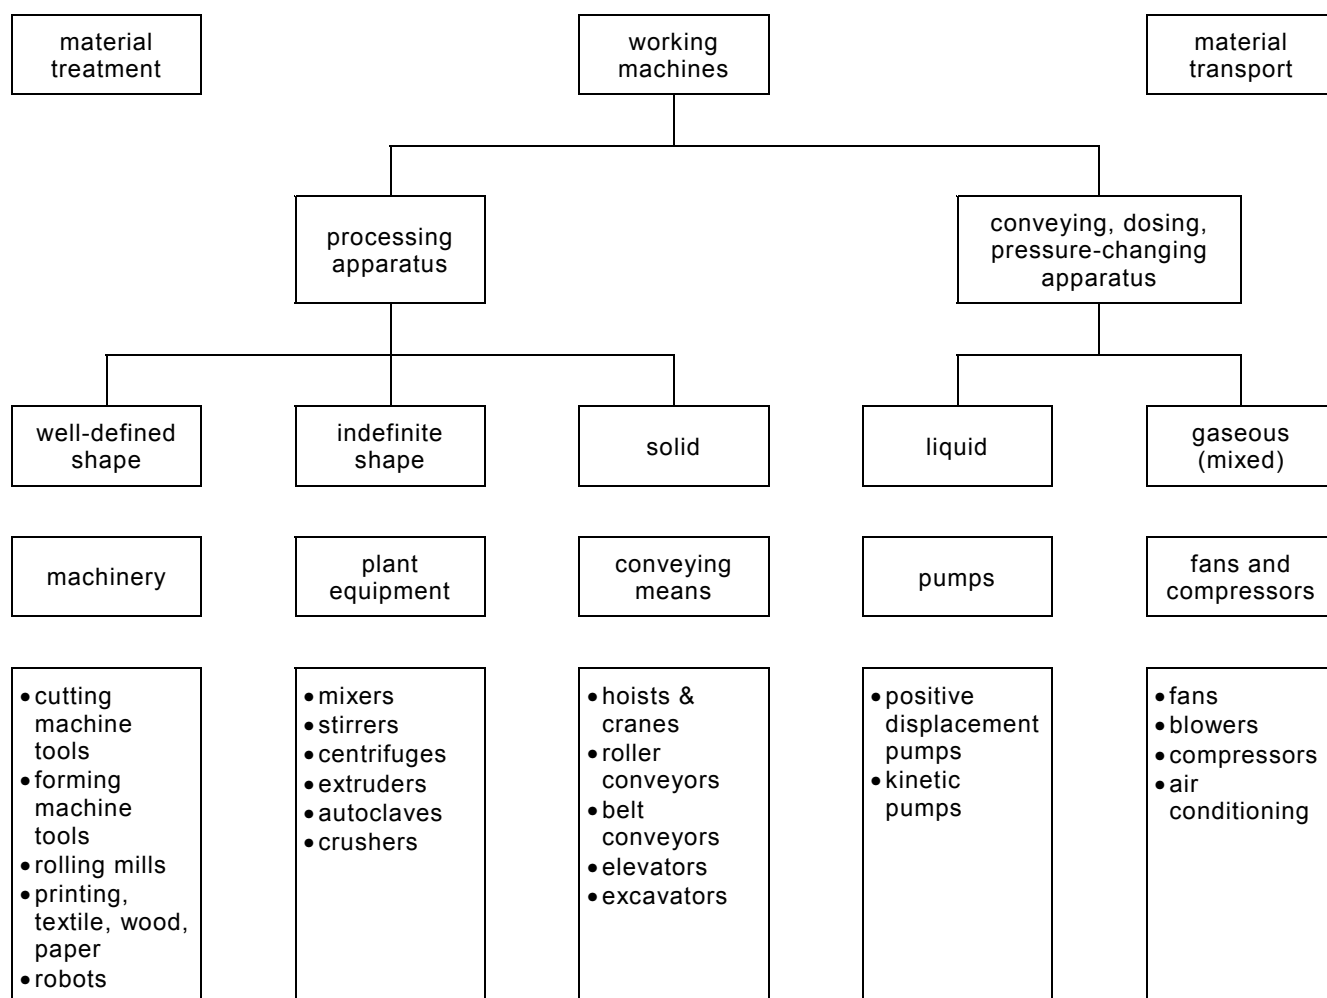 material
treatment
working
machines
material
transport
processing
apparatus
conveying, dosing,
pressure-changing
apparatus
well-defined
shape
indefinite
shape
solid
liquid
gaseous
(mixed)
machinery
plant
equipment
conveying
means
pumps
fans and
compressors
• cutting
machine
tools
• forming
machine
tools
• rolling mills
• printing,
textile, wood,
paper
• robots
• mixers
• stirrers
• centrifuges
• extruders
• autoclaves
• crushers
• hoists &
cranes
• roller
conveyors
• belt
conveyors
• elevators
• excavators
• positive
displacement
pumps
• kinetic
pumps
• fans
• blowers
• compressors
• air
conditioning